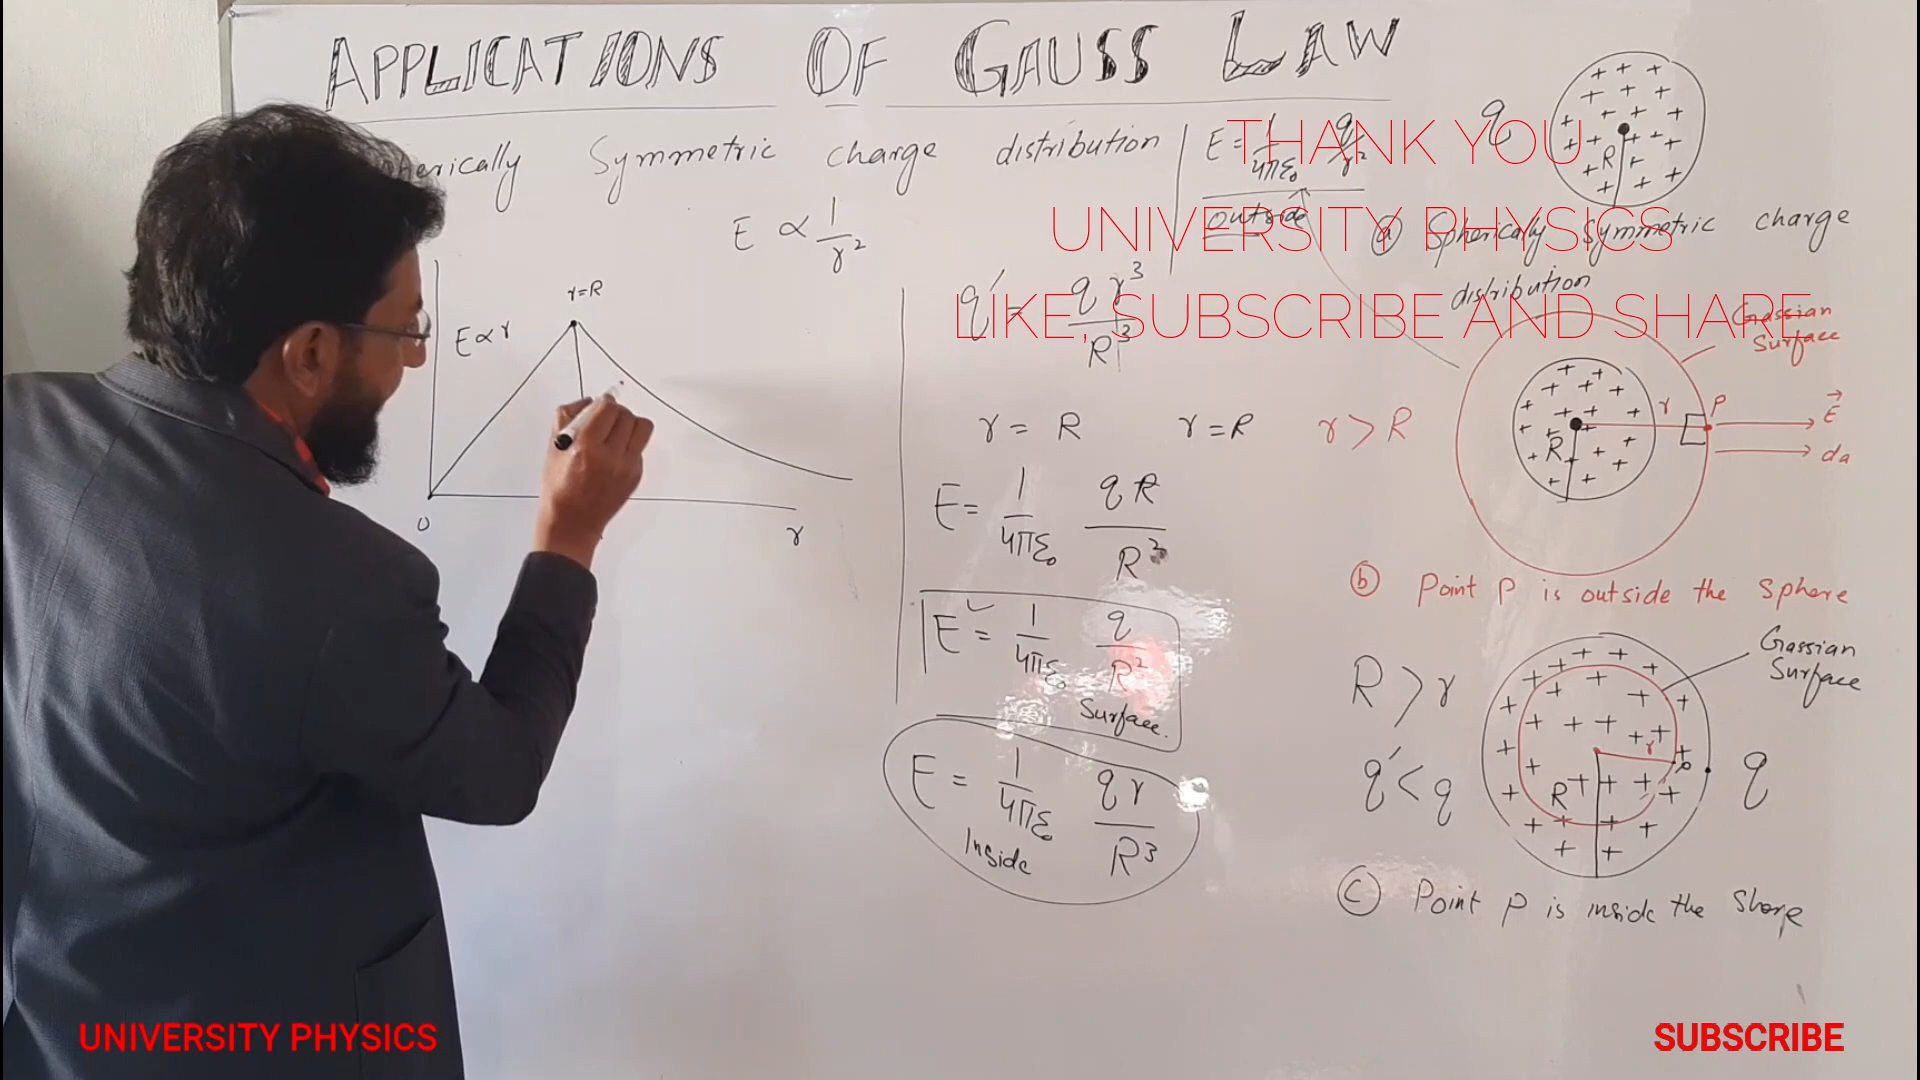 APPLICATIONS OF GAUSS LAW
Symmetric charge distribution
E = 1/4πε₀ q/r²
outside
q
R
THANK YOU
UNIVERSITY PHYSICS
LIKE, SUBSCRIBE AND SHARE
ⓐ Spherically Symmetric charge
distribution
E ∝ 1/r²
r=R
E∝r
0
r
q′ = q r³/R³
r = R r=R r > R
E = 1/4πε₀ qR/R³
E = 1/4πε₀ q/R²
Surface.
E = 1/4πε₀ qr/R³
Inside
Gassian
Surface
R
r
P
E
da
ⓑ Point P is outside the Sphere
Gassian
Surface
R > r
q′ < q
r
P
R
q
ⓒ Point P is inside the
UNIVERSITY PHYSICS
SUBSCRIBE